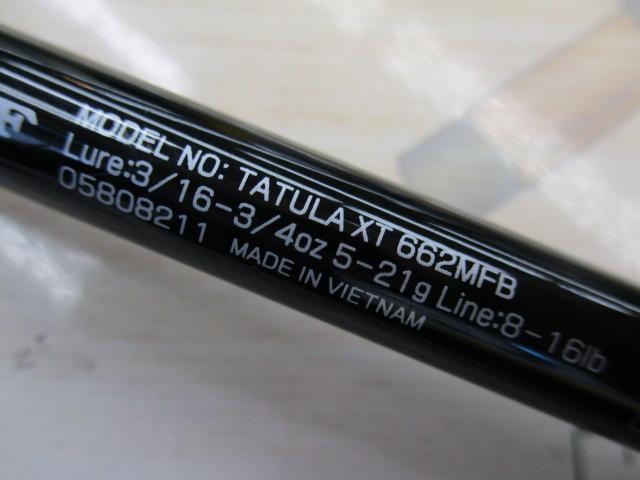 F MODEL NO: TATULA XT 662MFB
Lure:3/16-3/4oz 5-21g Line:8-16lb
05808211 MADE IN VIETNAM